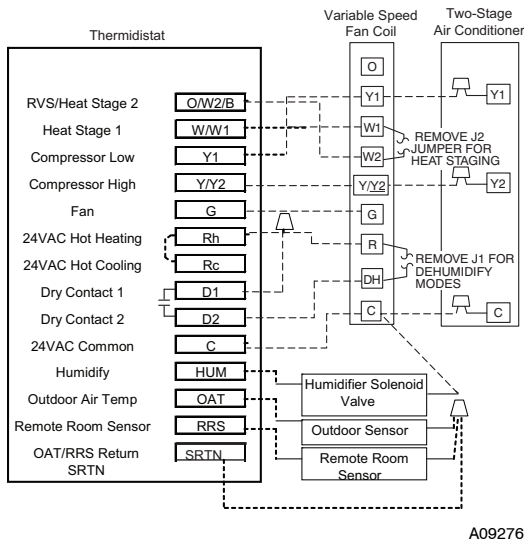 Variable Speed
Fan Coil
Two-Stage
Air Conditioner
Thermidistat
O
RVS/Heat Stage 2 O/W2/B
Y1 Y1
Heat Stage 1 W/W1
W1
REMOVE J2
JUMPER FOR
HEAT STAGING
Compressor Low Y1
W2
Compressor High Y/Y2
Y/Y2 Y2
Fan G
G
24VAC Hot Heating Rh
R
24VAC Hot Cooling Rc
REMOVE J1 FOR
DEHUMIDIFY
MODES
Dry Contact 1 D1
DH
Dry Contact 2 D2
C C
24VAC Common C
Humidify HUM
Humidifier Solenoid
Valve
Outdoor Air Temp OAT
Outdoor Sensor
Remote Room Sensor RRS
Remote Room
Sensor
OAT/RRS Return
SRTN
SRTN
A09276